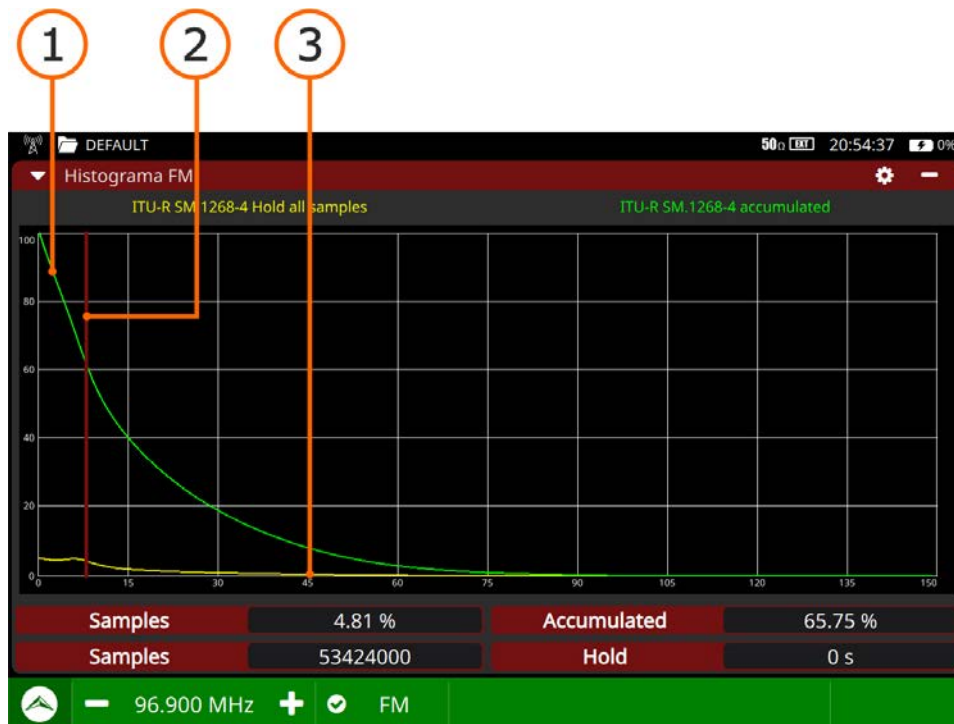 1 2 3
DEFAULT 50Ω EXT 20:54:37 0%
Histograma FM
ITU-R SM.1268-4 Hold all samples ITU-R SM.1268-4 accumulated
100
80
60
40
20
0
0 15 30 45 60 75 90 105 120 135 150
Samples 4.81 % Accumulated 65.75 %
Samples 53424000 Hold 0 s
96.900 MHz FM